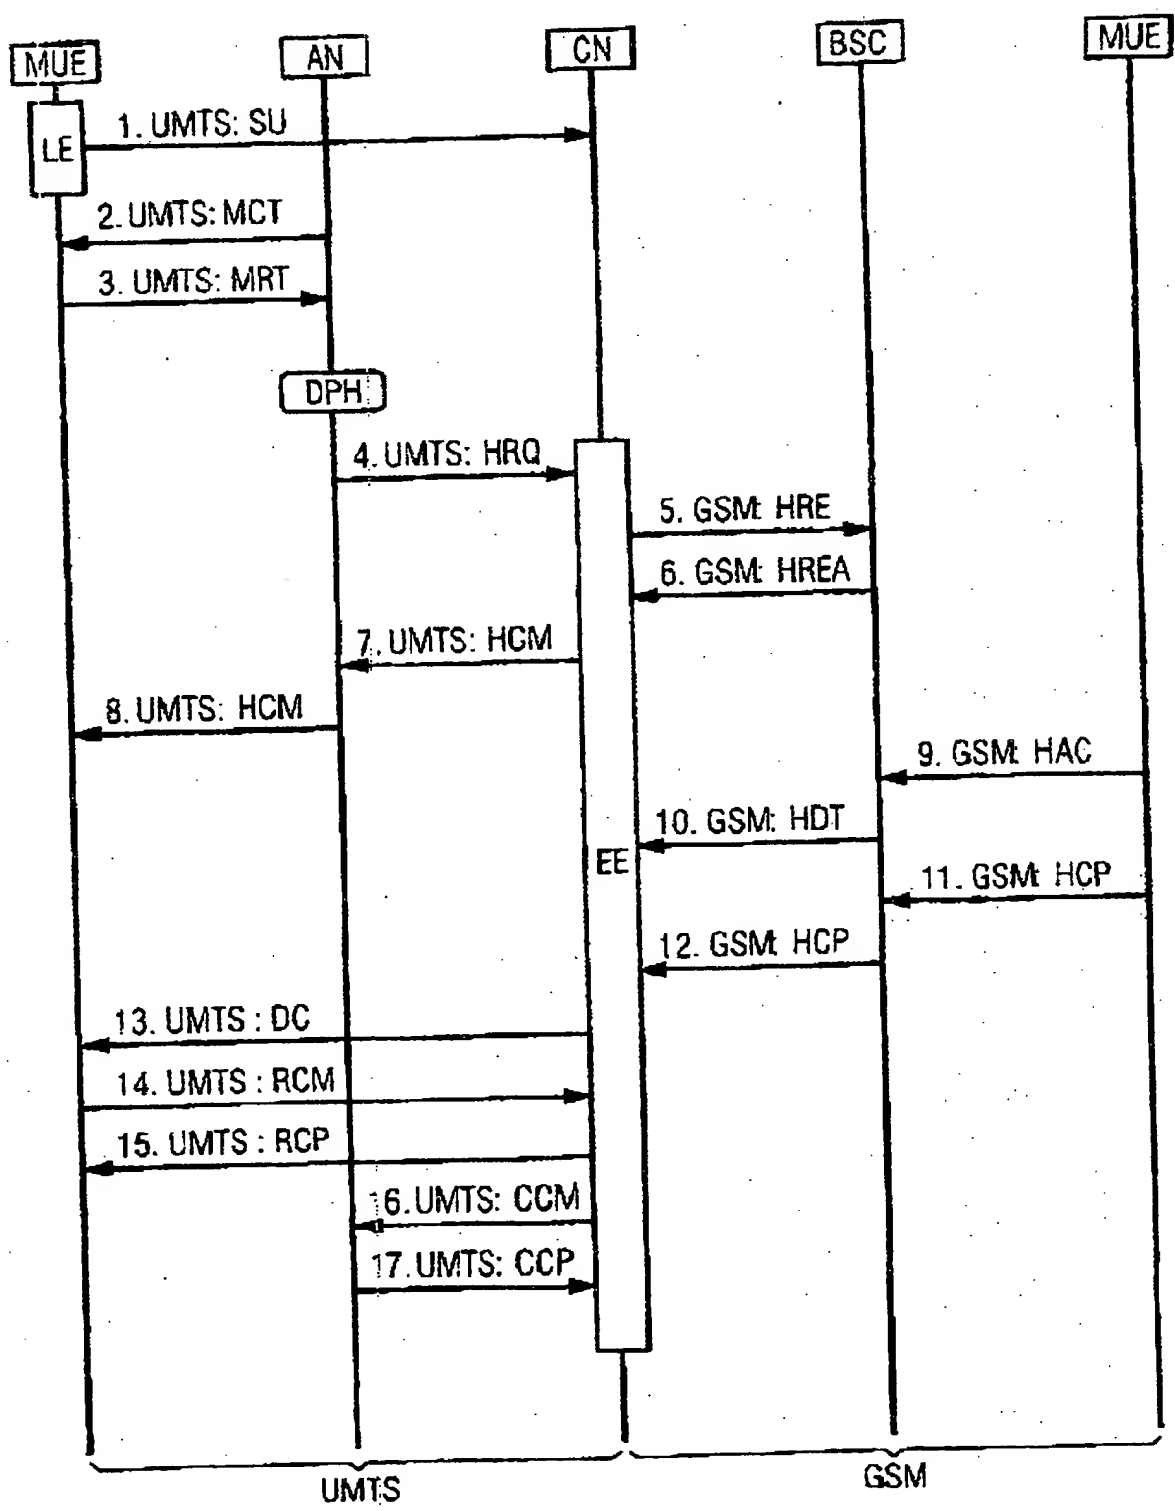 MUE AN CN BSC MUE
LE
1. UMTS: SU
2. UMTS: MCT
3. UMTS: MRT
DPH
4. UMTS: HRQ
5. GSM: HRE
6. GSM: HREA
7. UMTS: HCM
8. UMTS: HCM
9. GSM: HAC
10. GSM: HDT
EE
11. GSM: HCP
12. GSM: HCP
13. UMTS : DC
14. UMTS : RCM
15. UMTS : RCP
16. UMTS: CCM
17. UMTS: CCP
UMTS GSM